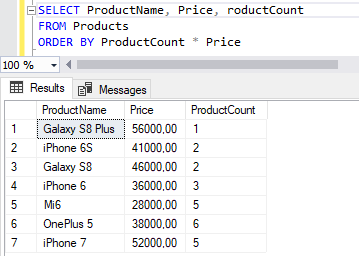 SELECT ProductName, Price, roductCount
FROM Products
ORDER BY ProductCount * Price
100 %
Results Messages
ProductName Price ProductCount
1 Galaxy S8 Plus 56000,00 1
2 iPhone 6S 41000,00 2
3 Galaxy S8 46000,00 2
4 iPhone 6 36000,00 3
5 Mi6 28000,00 5
6 OnePlus 5 38000,00 6
7 iPhone 7 52000,00 5